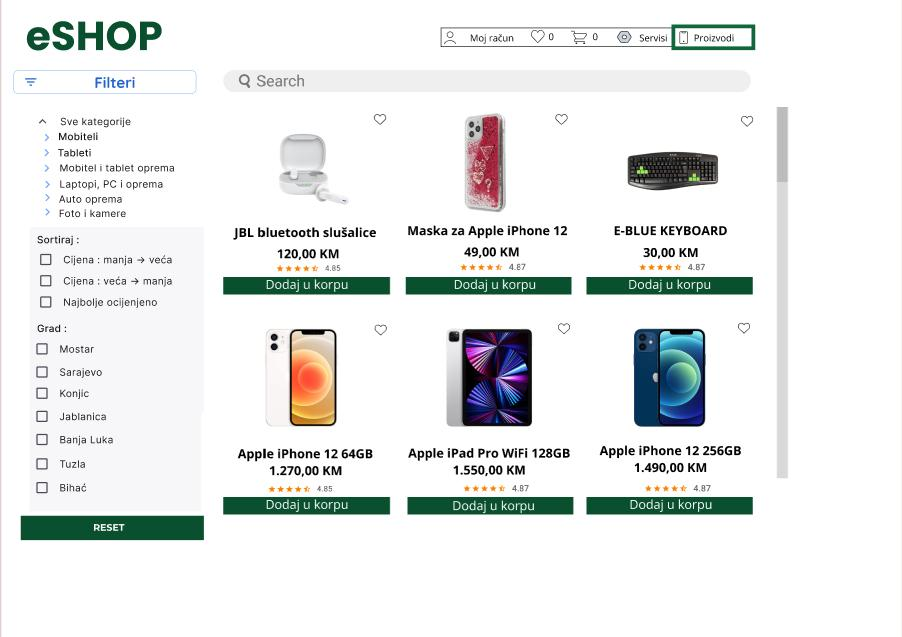 eSHOP
Moj račun 0 0 Servisi Proizvodi
Filteri
Search
Sve kategorije
Mobiteli
Tableti
Mobitel i tablet oprema
Laptopi, PC i oprema
Auto oprema
Foto i kamere
Sortiraj :
Cijena : manja → veća
Cijena : veća → manja
Najbolje ocijenjeno
Grad :
Mostar
Sarajevo
Konjic
Jablanica
Banja Luka
Tuzla
Bihać
RESET
JBL bluetooth slušalice
120,00 KM
4.85
Dodaj u korpu
Maska za Apple iPhone 12
49,00 KM
4.87
Dodaj u korpu
E-BLUE KEYBOARD
30,00 KM
4.87
Dodaj u korpu
Apple iPhone 12 64GB
1.270,00 KM
4.85
Dodaj u korpu
Apple iPad Pro WiFi 128GB
1.550,00 KM
4.87
Dodaj u korpu
Apple iPhone 12 256GB
1.490,00 KM
4.87
Dodaj u korpu